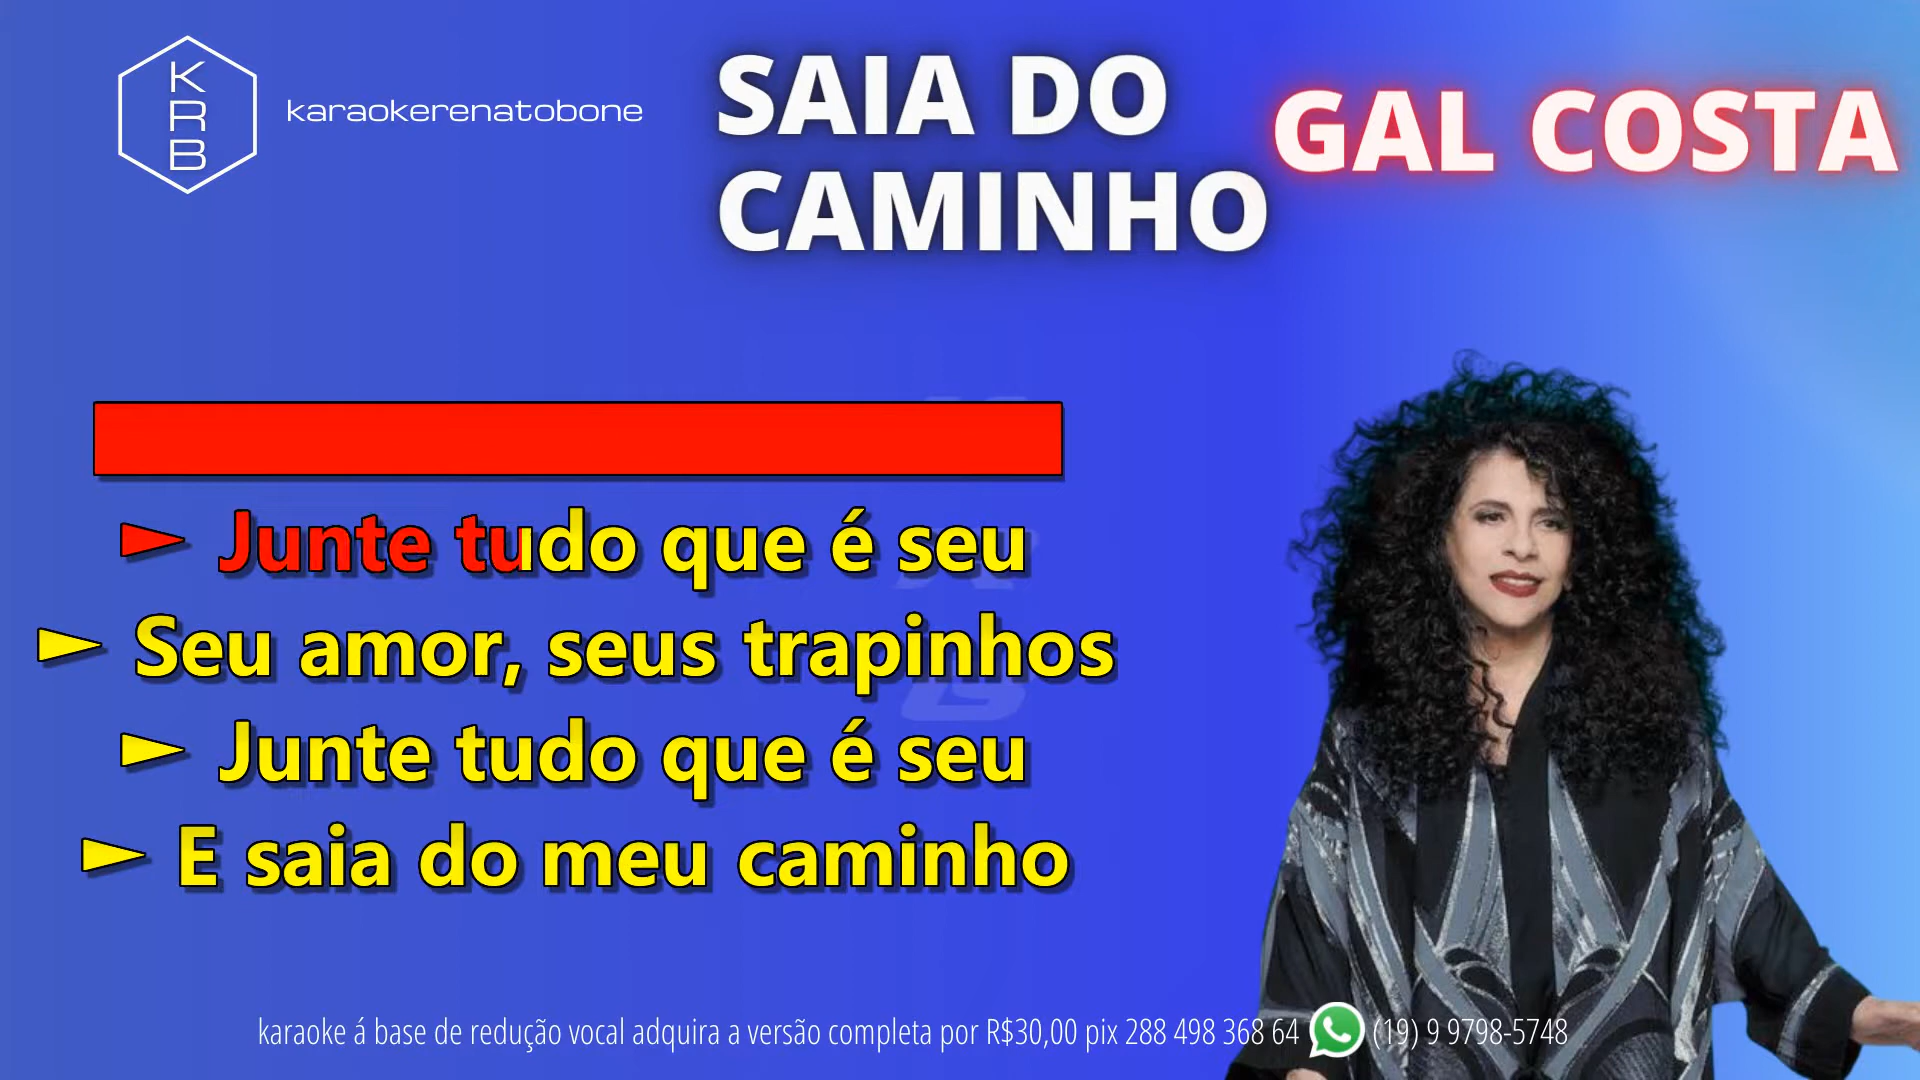 K
R
B
karaokerenatobone
SAIA DO
CAMINHO
GAL COSTA
► Junte tudo que é seu
► Seu amor, seus trapinhos
► Junte tudo que é seu
► E saia do meu caminho
karaoke á base de redução vocal adquira a versão completa por R$30,00 pix 288 498 368 64 (19) 9 9798-5748